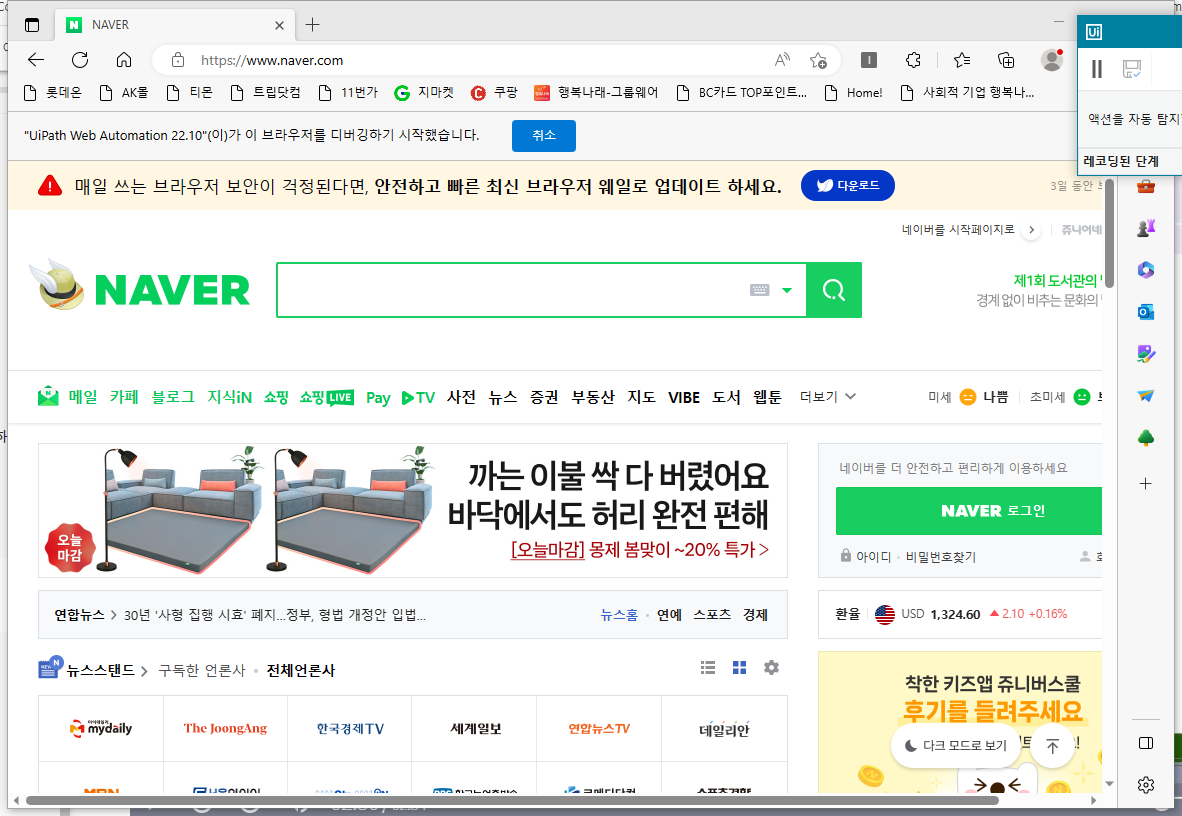 NAVER
Ui
https://www.naver.com
롯데온 AK몰 티몬 트립닷컴 11번가 지마켓 쿠팡 행복나래-그룹웨어 BC카드 TOP포인트... Home! 사회적 기업 행복나...
액션을 자동 탐지
"UiPath Web Automation 22.10"(이)가 이 브라우저를 디버깅하기 시작했습니다. 취소
레코딩된 단계
매일 쓰는 브라우저 보안이 걱정된다면, 안전하고 빠른 최신 브라우저 웨일로 업데이트 하세요. 다운로드
3일 동안
네이버를 시작페이지로 쥬니어네
NAVER
제1회 도서관의
경계 없이 비추는 문화의
메일 카페 블로그 지식iN 쇼핑 쇼핑LIVE Pay TV 사전 뉴스 증권 부동산 지도 VIBE 도서 웹툰 더보기
미세 나쁨 초미세
까는 이불 싹 다 버렸어요
바닥에서도 허리 완전 편해
[오늘마감] 몽제 봄맞이 ~20% 특가 >
오늘
마감
네이버를 더 안전하고 편리하게 이용하세요
NAVER 로그인
아이디 · 비밀번호찾기
연합뉴스 > 30년 '사형 집행 시효' 폐지...정부, 형법 개정안 입법...
뉴스홈 · 연예 스포츠 경제
환율 USD 1,324.60 ▲ 2.10 +0.16%
뉴스스탠드 > 구독한 언론사 · 전체언론사
마이데일리
mydaily
The JoongAng
한국경제TV
세계일보
연합뉴스TV
데일리안
MBN
착한 키즈앱 쥬니버스쿨
후기를 들려주세요
다크 모드로 보기